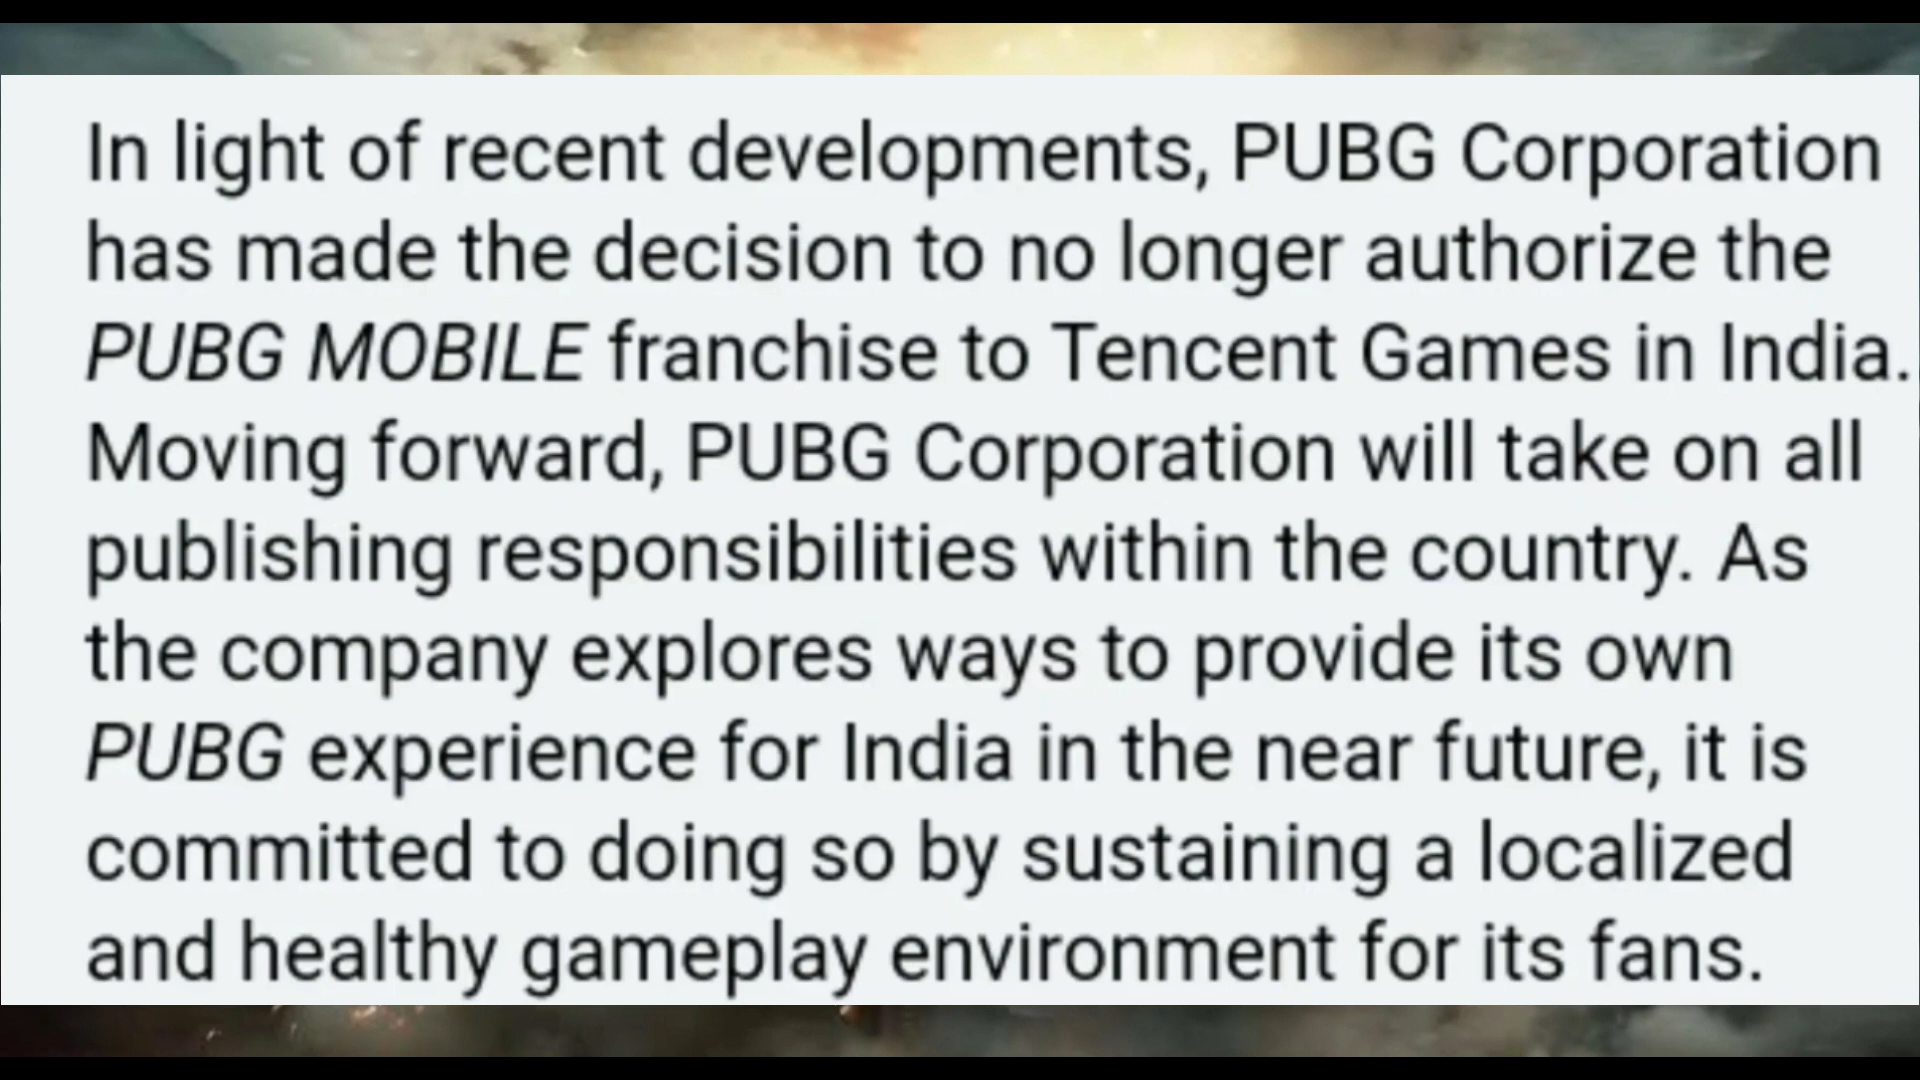 In light of recent developments, PUBG Corporation
has made the decision to no longer authorize the
PUBG MOBILE franchise to Tencent Games in India.
Moving forward, PUBG Corporation will take on all
publishing responsibilities within the country. As
the company explores ways to provide its own
PUBG experience for India in the near future, it is
committed to doing so by sustaining a localized
and healthy gameplay environment for its fans.